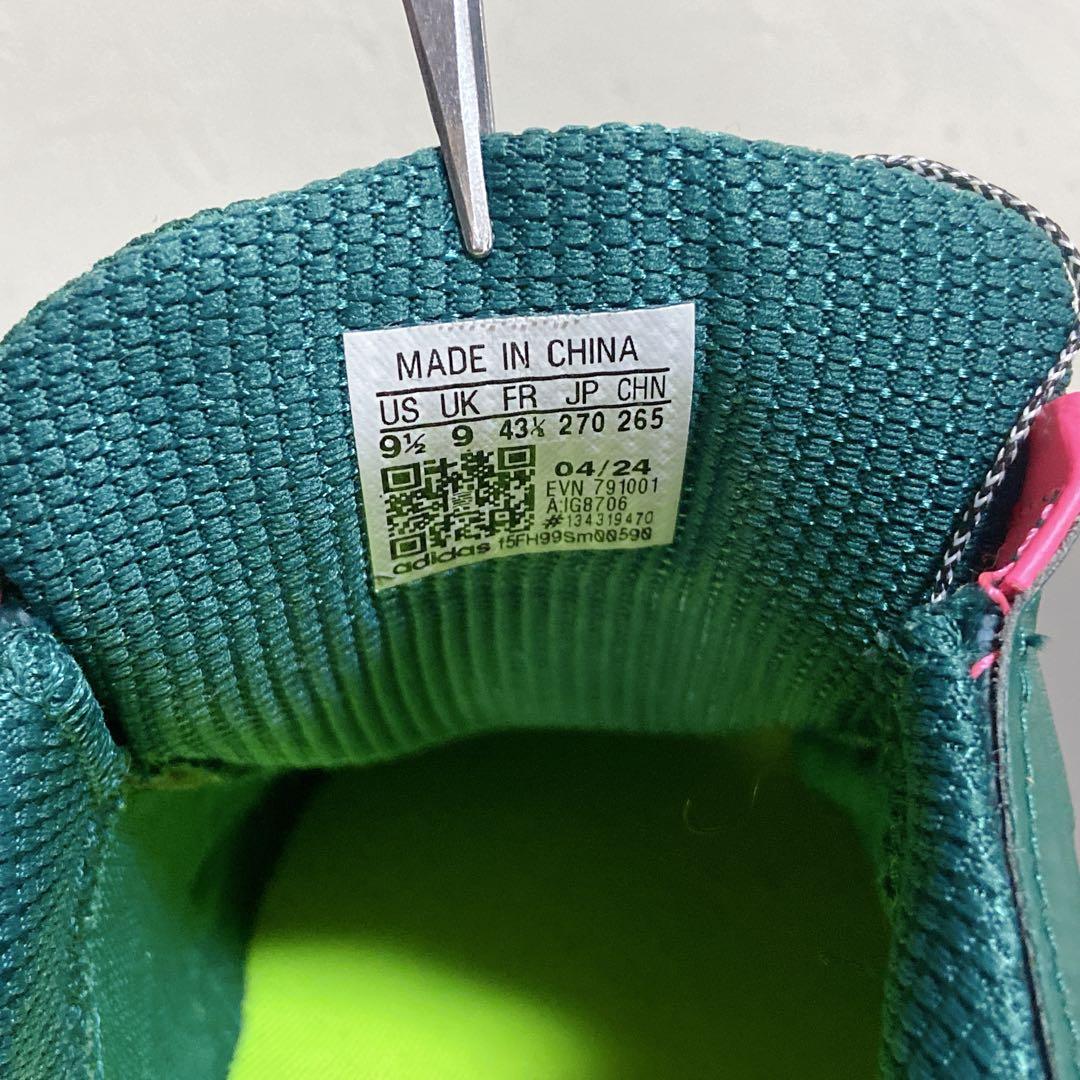 MADE IN CHINA
US UK FR JP CHN
9½ 9 43⅓ 270 265
04/24
EVN 791001
A:IG8706
#134319470
adidas f5FH99Sm00590